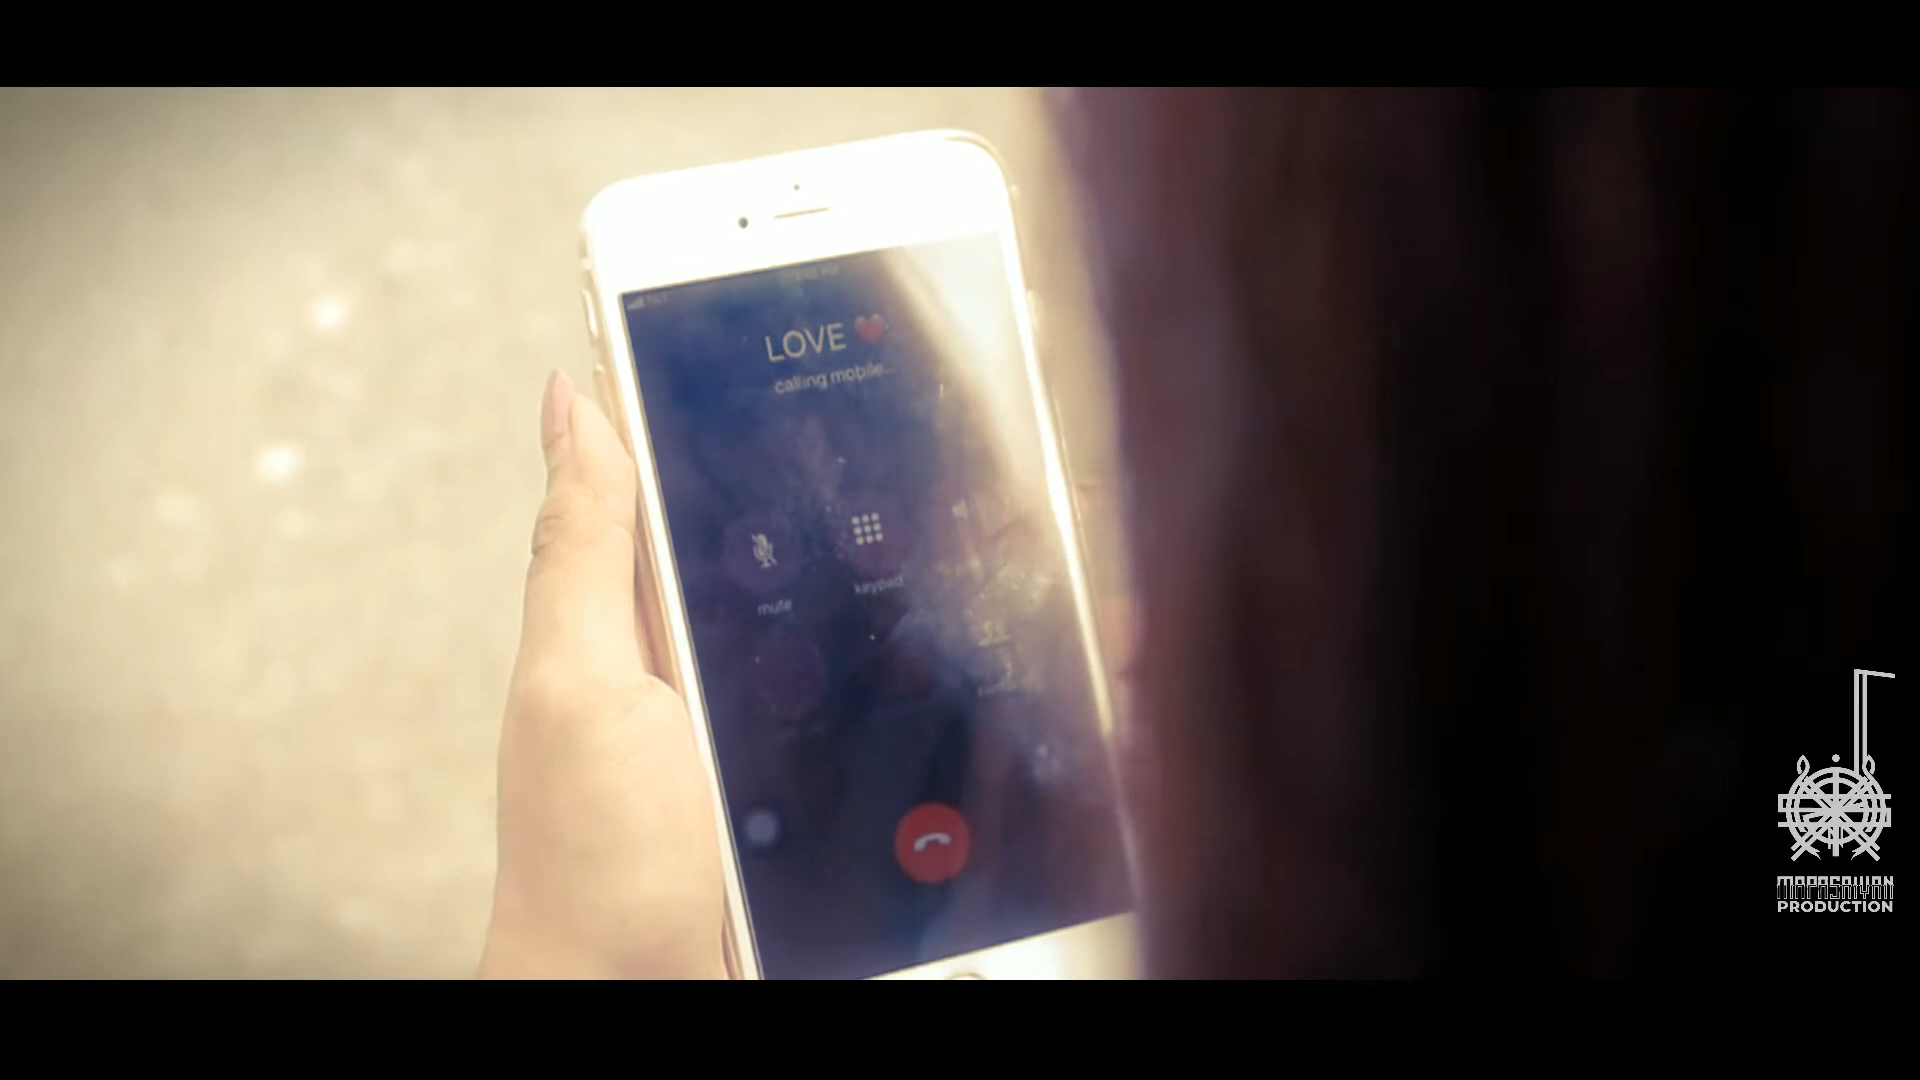 LOVE ❤️
calling mobile...
mute
keypad
MAPASAIYAN
PRODUCTION